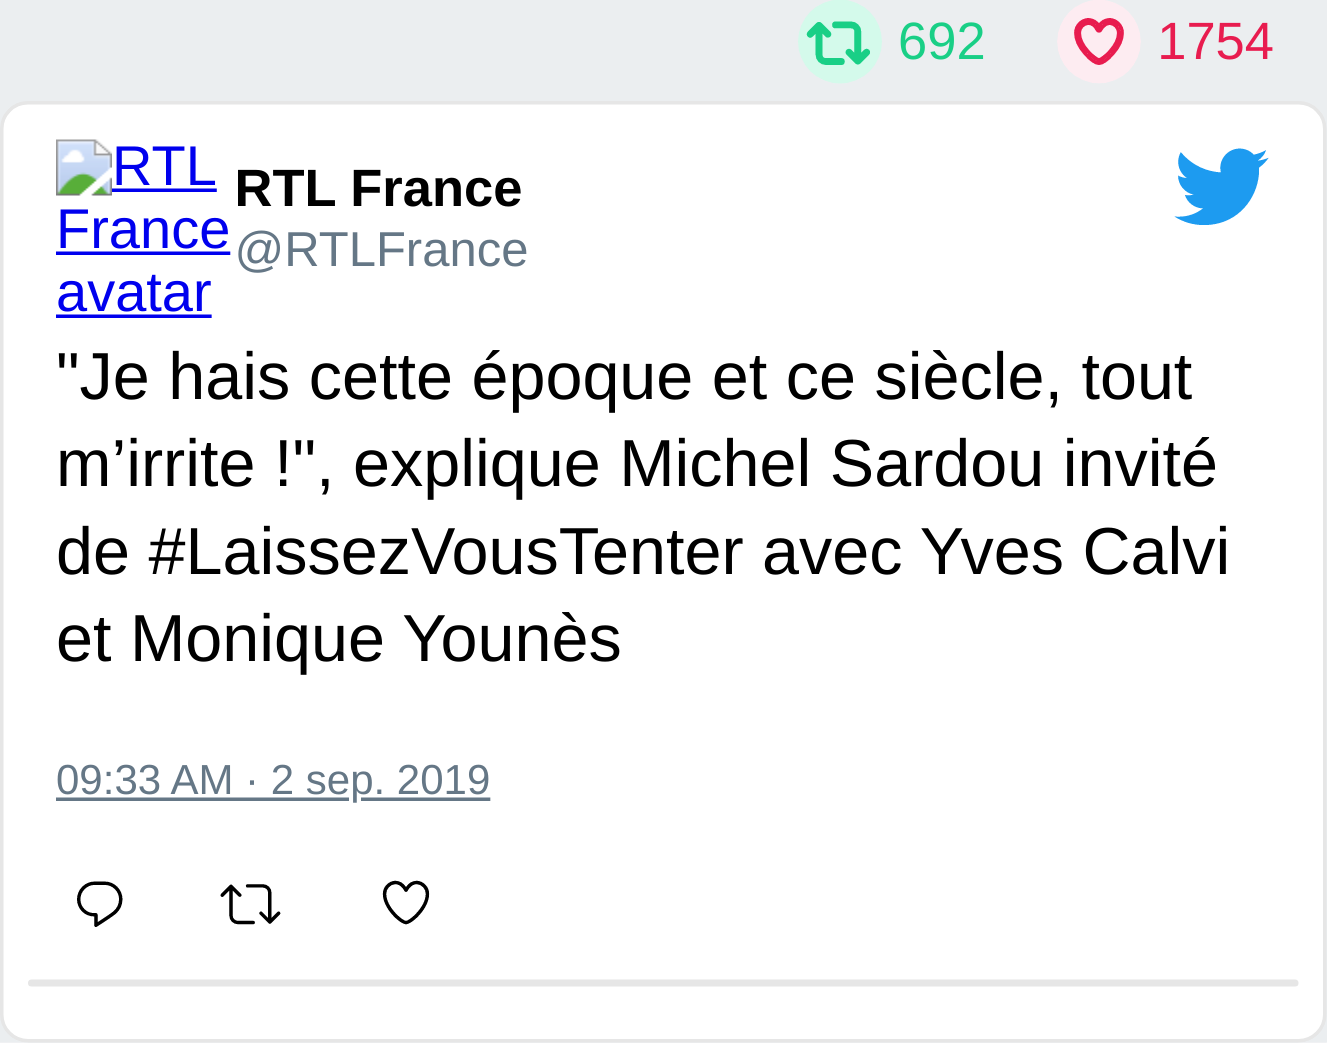 692 1754
RTL
France
avatar
RTL France
@RTLFrance
"Je hais cette époque et ce siècle, tout
m’irrite !", explique Michel Sardou invité
de #LaissezVousTenter avec Yves Calvi
et Monique Younès
09:33 AM · 2 sep. 2019